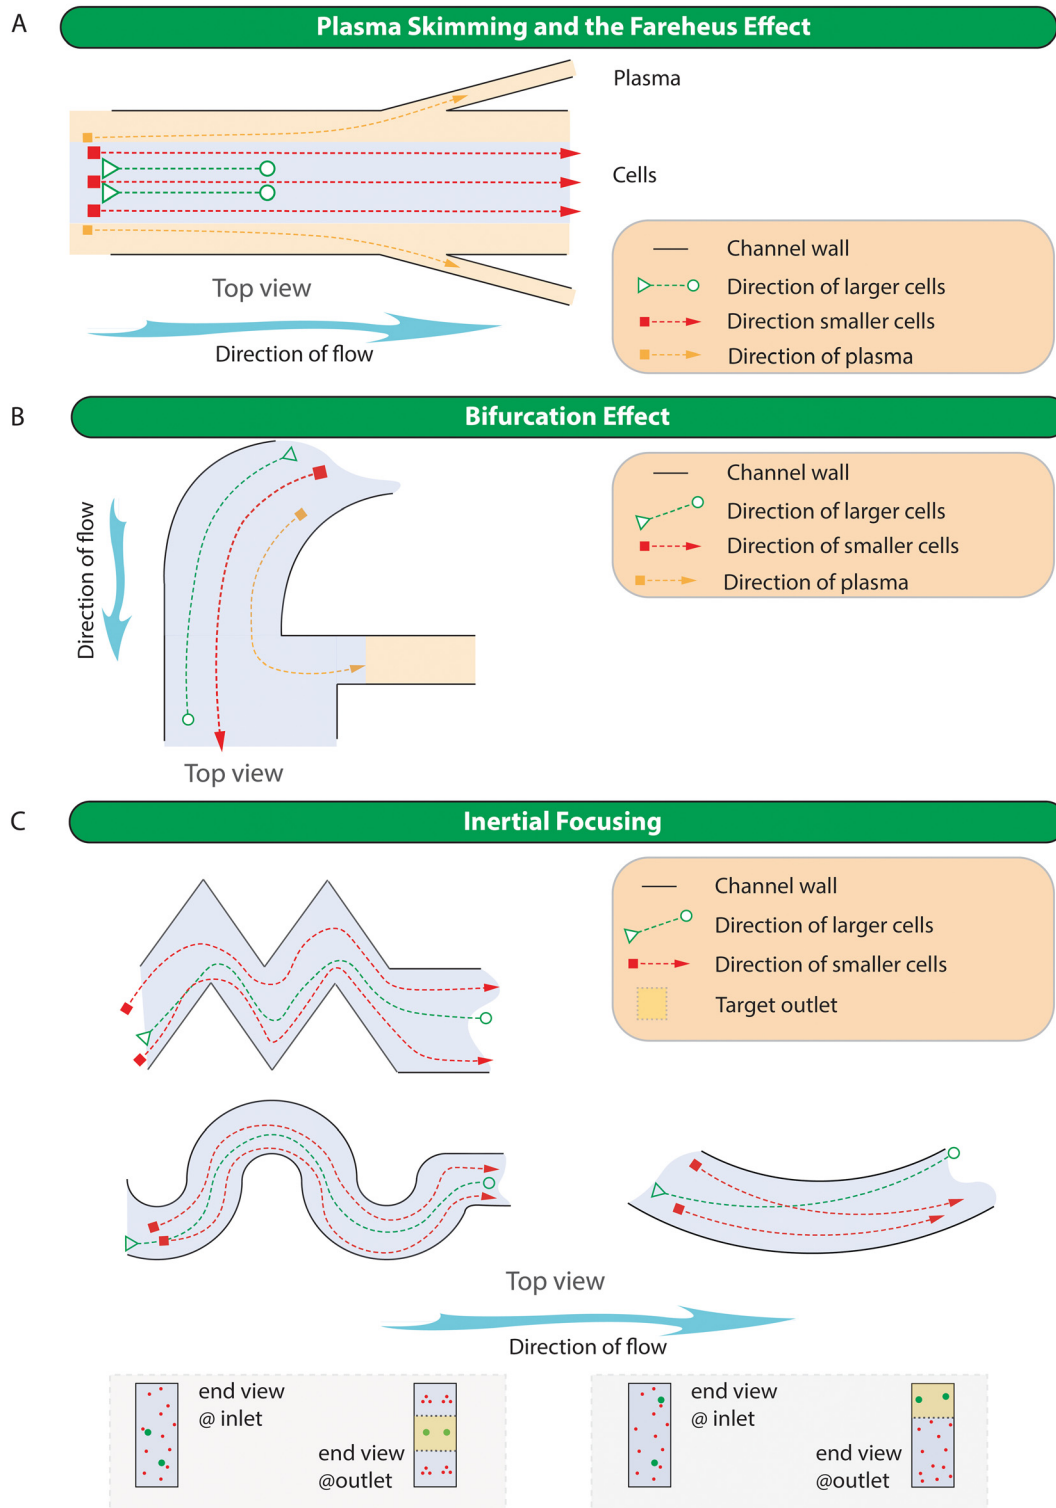 A
Plasma Skimming and the Fareheus Effect
Plasma
Cells
Channel wall
Direction of larger cells
Direction smaller cells
Direction of plasma
Top view
Direction of flow
B
Bifurcation Effect
Channel wall
Direction of larger cells
Direction of smaller cells
Direction of plasma
Direction of flow
Top view
C
Inertial Focusing
Channel wall
Direction of larger cells
Direction of smaller cells
Target outlet
Top view
Direction of flow
end view
@ inlet
end view
@outlet
end view
@ inlet
end view
@outlet